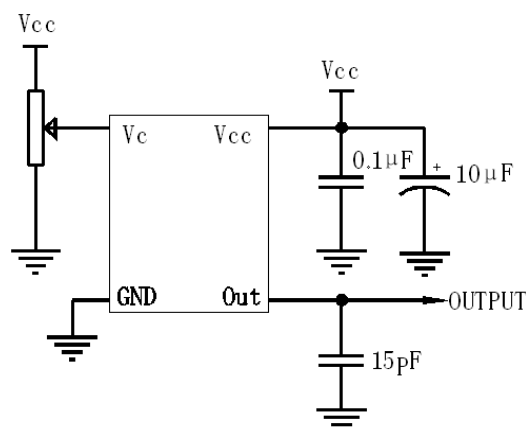 Vcc
Vcc
Vc
Vcc
0.1μF
+
10μF
GND
Out
OUTPUT
15pF